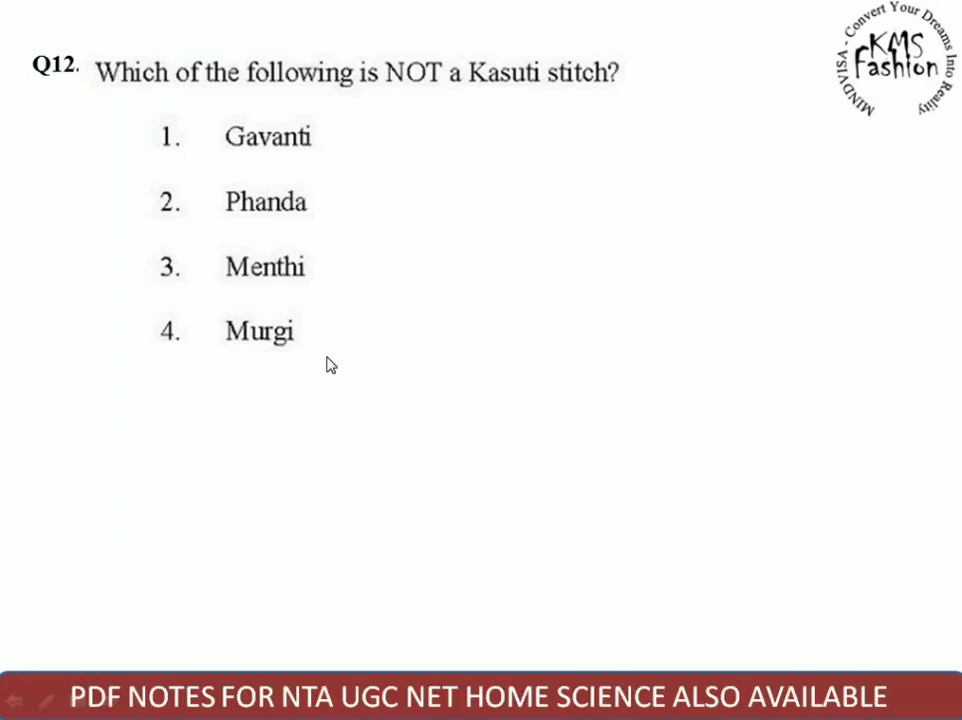 Q12. Which of the following is NOT a Kasuti stitch?
1. Gavanti
2. Phanda
3. Menthi
4. Murgi
MINDVISA - Convert Your Dreams Into Reality
KMS
Fashion
PDF NOTES FOR NTA UGC NET HOME SCIENCE ALSO AVAILABLE